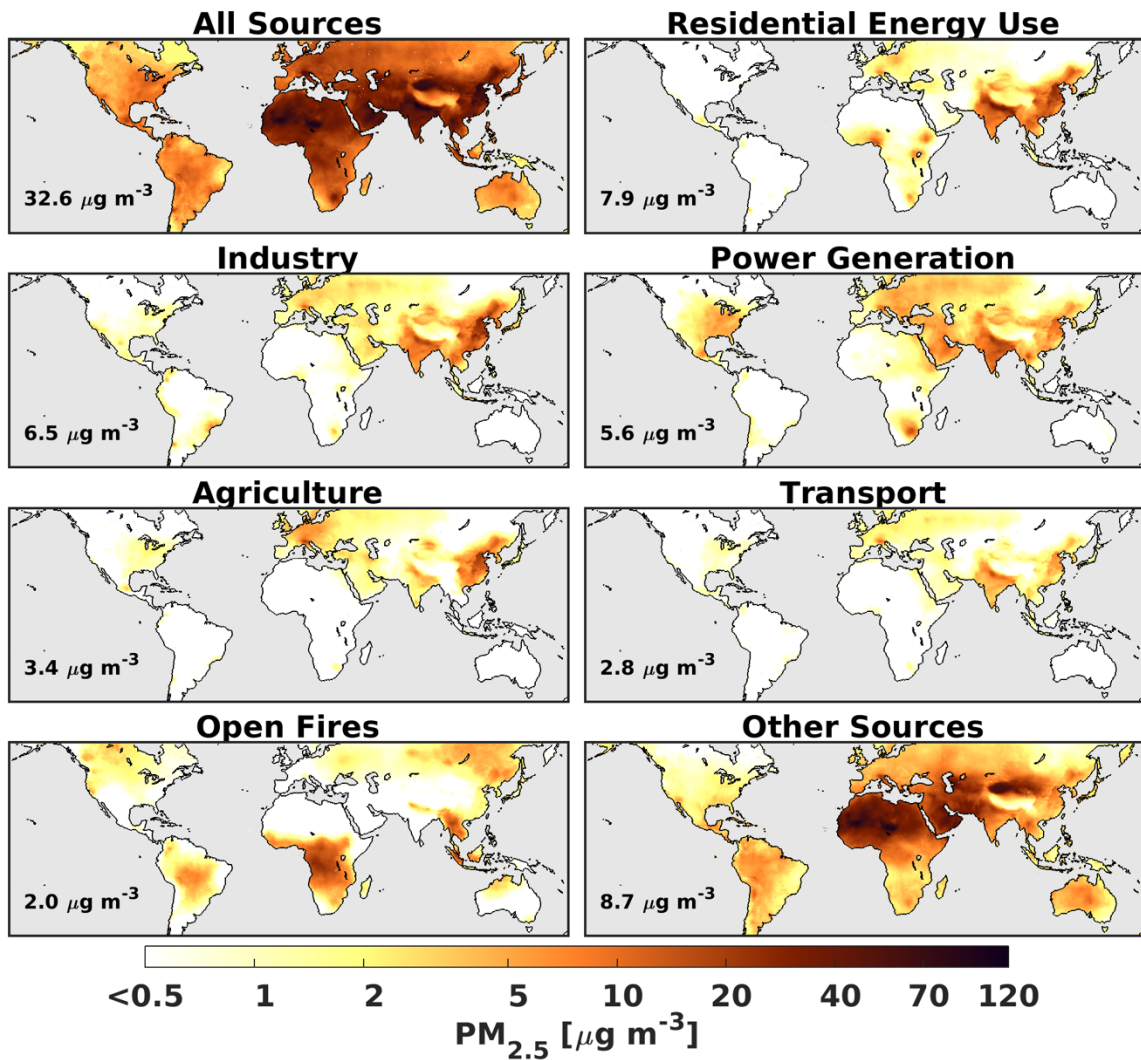 All Sources
32.6 μg m⁻³
Residential Energy Use
7.9 μg m⁻³
Industry
6.5 μg m⁻³
Power Generation
5.6 μg m⁻³
Agriculture
3.4 μg m⁻³
Transport
2.8 μg m⁻³
Open Fires
2.0 μg m⁻³
Other Sources
8.7 μg m⁻³
<0.5 1 2 5 10 20 40 70 120
PM₂.₅ [μg m⁻³]